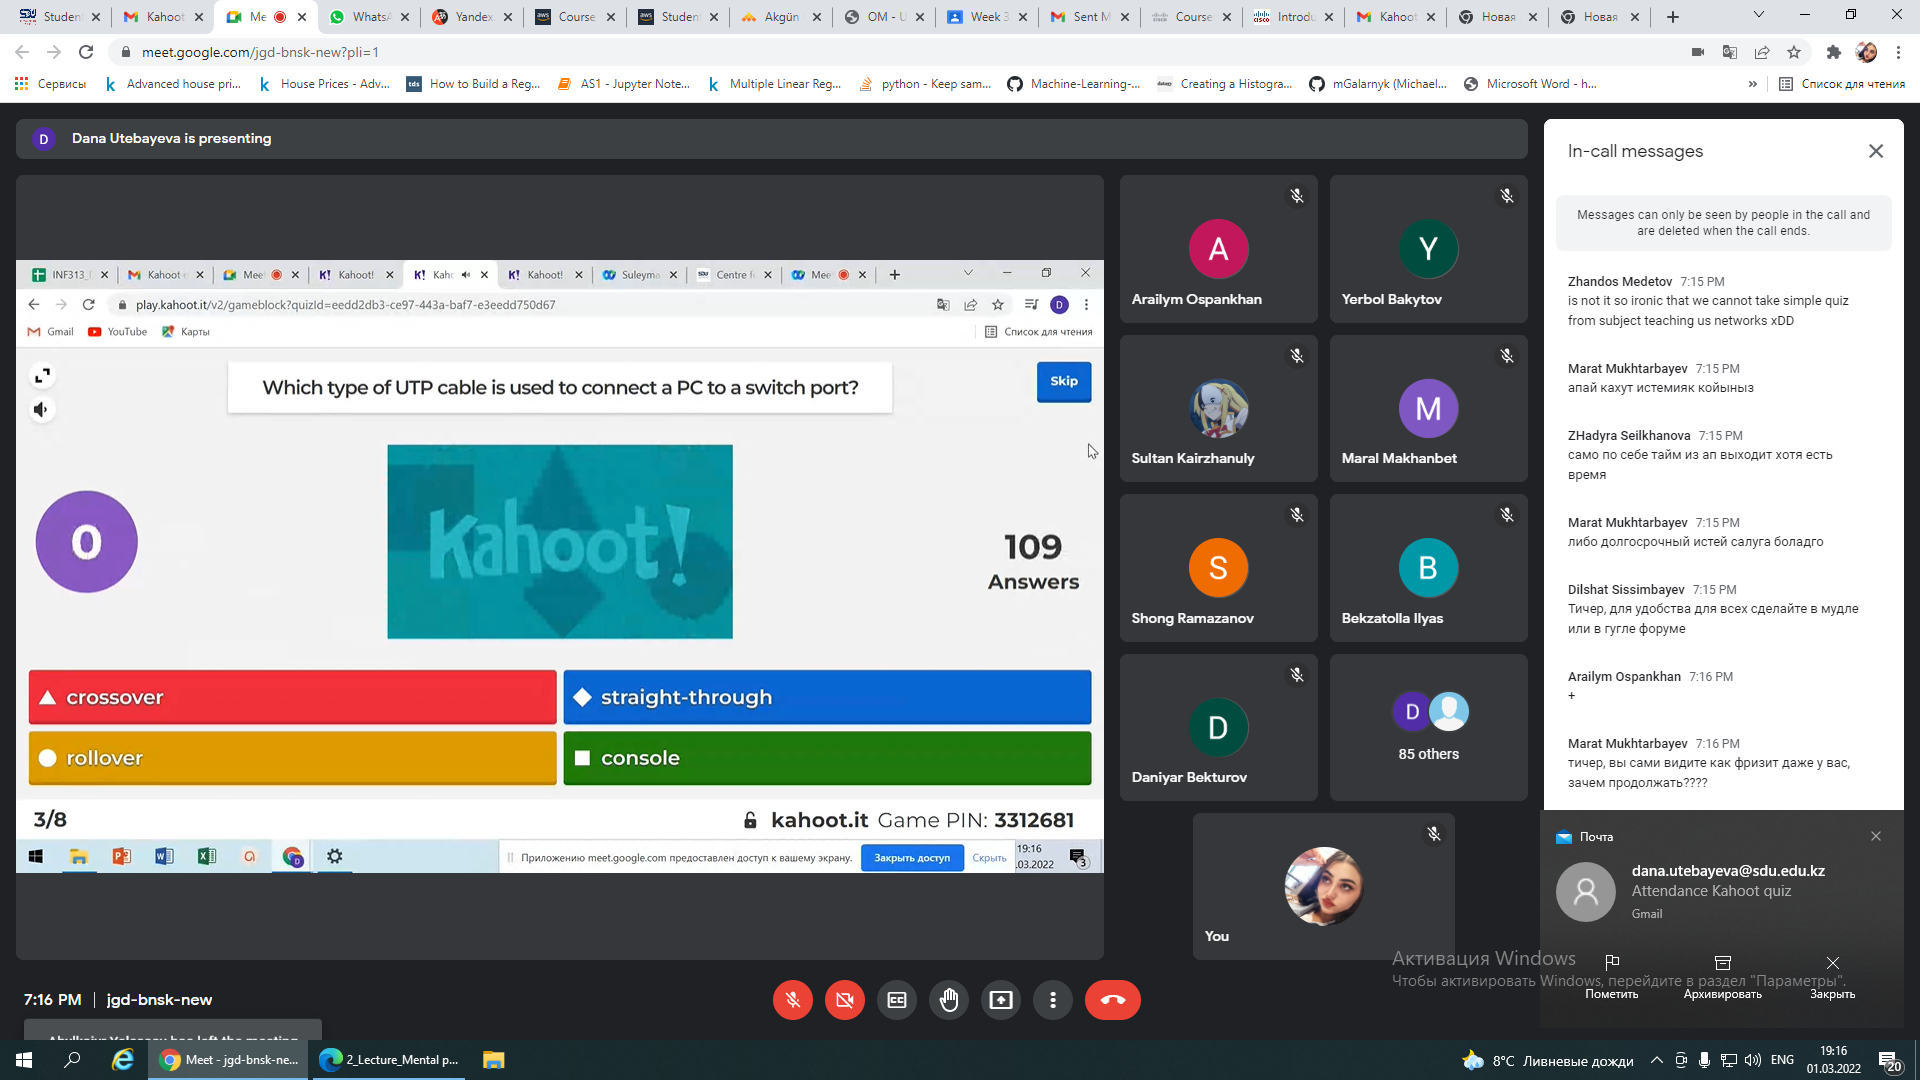 Student
Kahoot
Me
WhatsA
Yandex
Course
Student
Akgün
OM - U
Week 3
Sent M
Course
Introdu
Kahoot
Новая
Новая
meet.google.com/jgd-bnsk-new?pli=1
Сервисы
Advanced house pri...
House Prices - Adv...
How to Build a Reg...
AS1 - Jupyter Note...
Multiple Linear Reg...
python - Keep sam...
Machine-Learning-...
Creating a Histogra...
mGalarnyk (Michael...
Microsoft Word - h...
»
Список для чтения
D
Dana Utebayeva is presenting
INF313_
Kahoot-
Meet
Kahoot!
Kaho
Kahoot!
Suleyma
Centre f
Mee
play.kahoot.it/v2/gameblock?quizId=eedd2db3-ce97-443a-baf7-e3eedd750d67
D
Gmail
YouTube
Карты
Список для чтения
Which type of UTP cable is used to connect a PC to a switch port?
Skip
0
Kahoot!
109
Answers
crossover
straight-through
rollover
console
3/8
kahoot.it Game PIN: 3312681
Приложению meet.google.com предоставлен доступ к вашему экрану.
Закрыть доступ
Скрыть
19:16
.03.2022
3
A
Arailym Ospankhan
Y
Yerbol Bakytov
Sultan Kairzhanuly
M
Maral Makhanbet
S
Shong Ramazanov
B
Bekzatolla Ilyas
D
Daniyar Bekturov
D
85 others
You
In-call messages
Messages can only be seen by people in the call and
are deleted when the call ends.
Zhandos Medetov 7:15 PM
is not it so ironic that we cannot take simple quiz
from subject teaching us networks xDD
Marat Mukhtarbayev 7:15 PM
апай кахут истемияк койыныз
ZHadyra Seilkhanova 7:15 PM
само по себе тайм из ап выходит хотя есть
время
Marat Mukhtarbayev 7:15 PM
либо долгосрочный истей салуга боладго
Dilshat Sissimbayev 7:15 PM
Тичер, для удобства для всех сделайте в мудле
или в гугле форуме
Arailym Ospankhan 7:16 PM
+
Marat Mukhtarbayev 7:16 PM
тичер, вы сами видите как фризит даже у вас,
зачем продолжать????
Почта
dana.utebayeva@sdu.edu.kz
Attendance Kahoot quiz
Gmail
Пометить
Архивировать
Закрыть
Активация Windows
Чтобы активировать Windows, перейдите в раздел "Параметры".
7:16 PM | jgd-bnsk-new
has left the meeting
Meet - jgd-bnsk-ne...
2_Lecture_Mental p...
8°C Ливневые дожди
ENG
19:16
01.03.2022
20